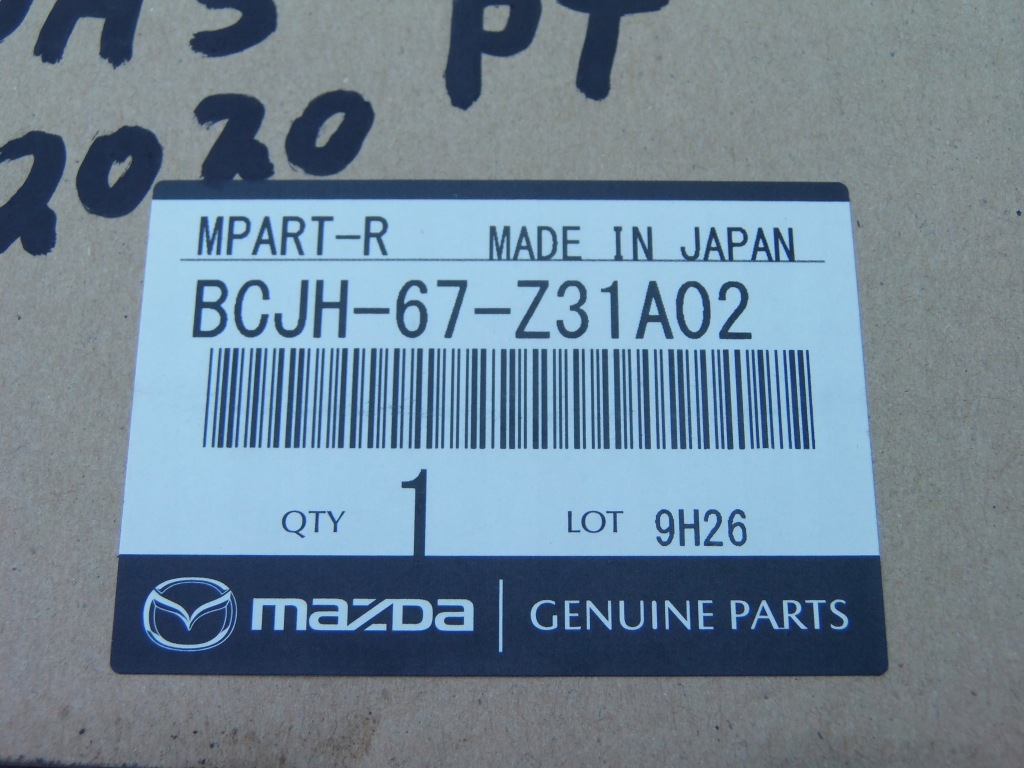 PT
2020
MPART-R MADE IN JAPAN
BCJH-67-Z31A02
QTY 1 LOT 9H26
mazda GENUINE PARTS